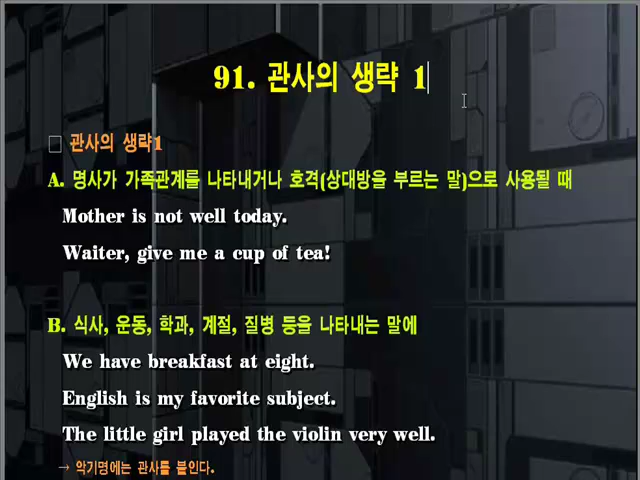 91. 관사의 생략 1
□ 관사의 생략1
A. 명사가 가족관계를 나타내거나 호격(상대방을 부르는 말)으로 사용될 때
Mother is not well today.
Waiter, give me a cup of tea!
B. 식사, 운동, 학과, 계절, 질병 등을 나타내는 말에
We have breakfast at eight.
English is my favorite subject.
The little girl played the violin very well.
→ 악기명에는 관사를 붙인다.